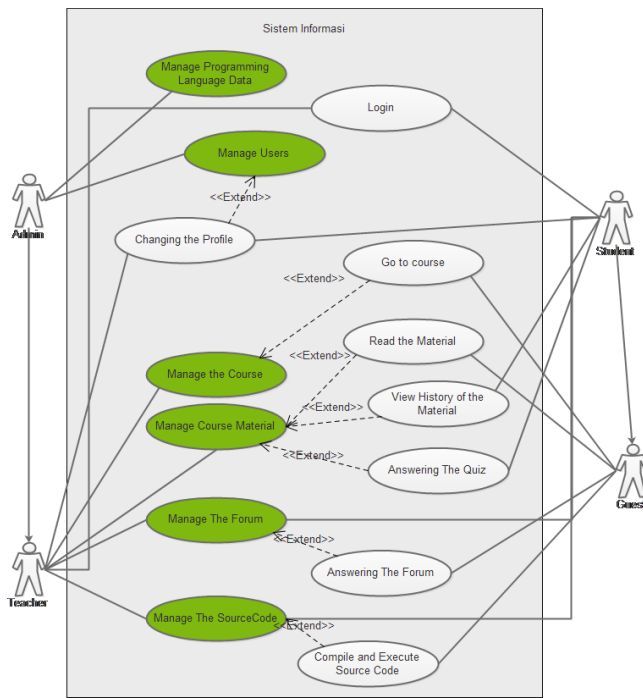 Sistem Informasi
Manage Programming
Language Data
Login
Manage Users
<<Extend>>
Admin
Student
Changing the Profile
Go to course
<<Extend>>
Read the Material
<<Extend>>
Manage the Course
View History of the
Material
<<Extend>>
Manage Course Material
<<Extend>>
Answering The Quiz
Guest
Manage The Forum
<<Extend>>
Answering The Forum
Teacher
Manage The SourceCode
<<Extend>>
Compile and Execute
Source Code